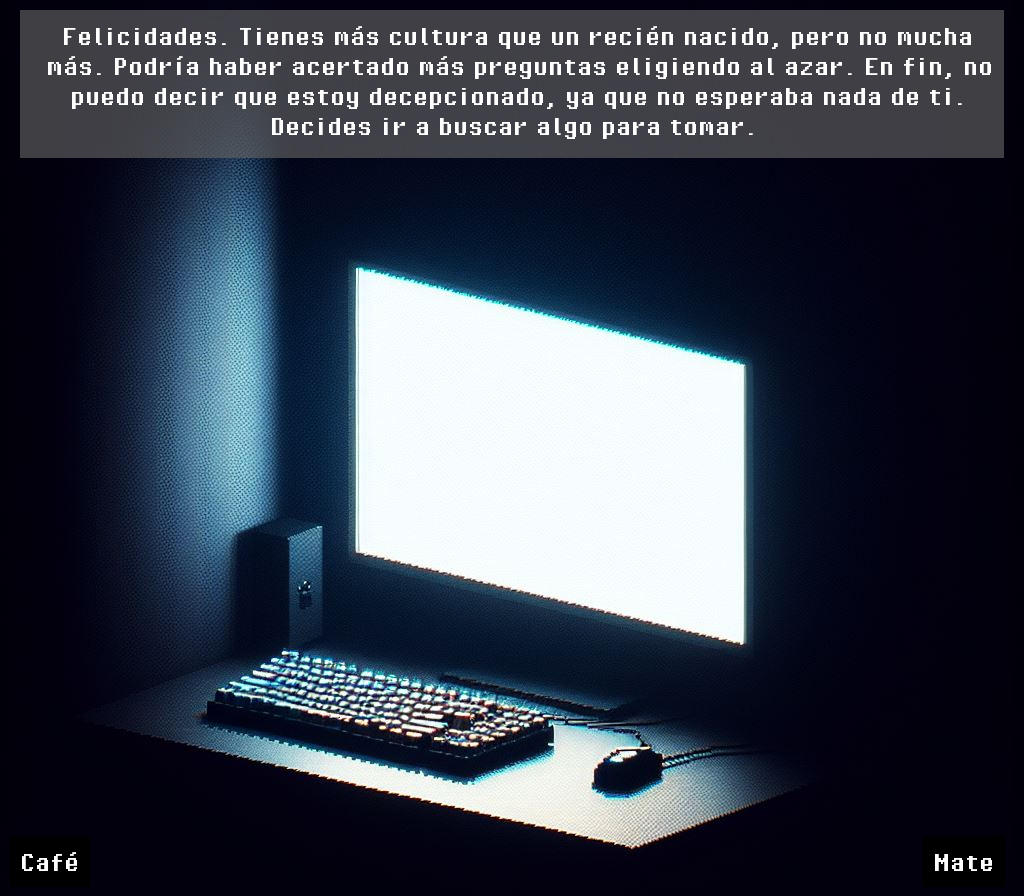 Felicidades. Tienes más cultura que un recién nacido, pero no mucha
más. Podría haber acertado más preguntas eligiendo al azar. En fin, no
puedo decir que estoy decepcionado, ya que no esperaba nada de ti.
Decides ir a buscar algo para tomar.
Café
Mate